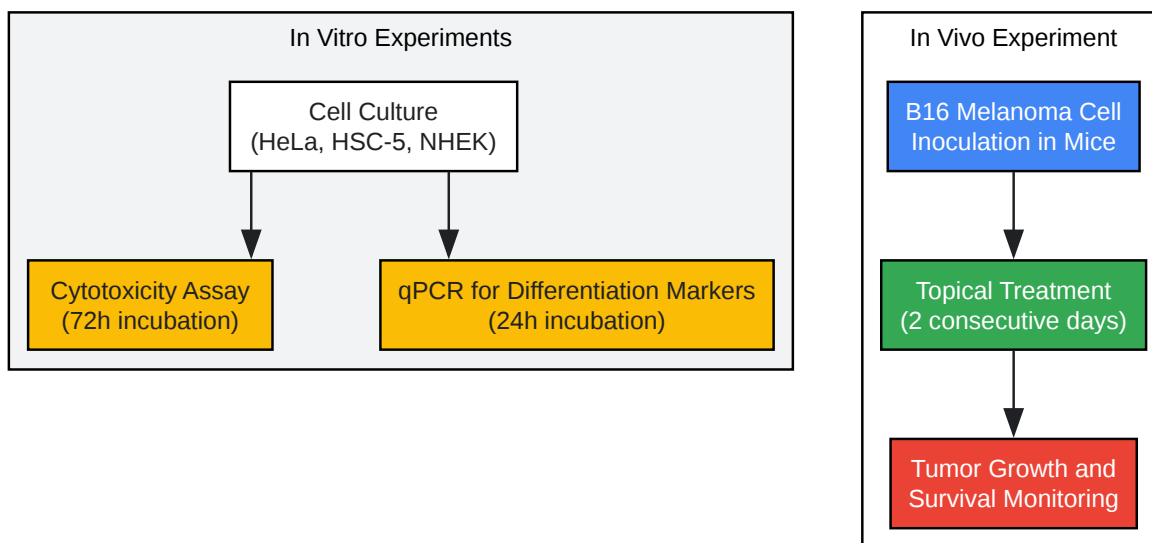 In Vitro Experiments
Cell Culture
(HeLa, HSC-5, NHEK)
Cytotoxicity Assay
(72h incubation)
qPCR for Differentiation Markers
(24h incubation)
In Vivo Experiment
B16 Melanoma Cell
Inoculation in Mice
Topical Treatment
(2 consecutive days)
Tumor Growth and
Survival Monitoring